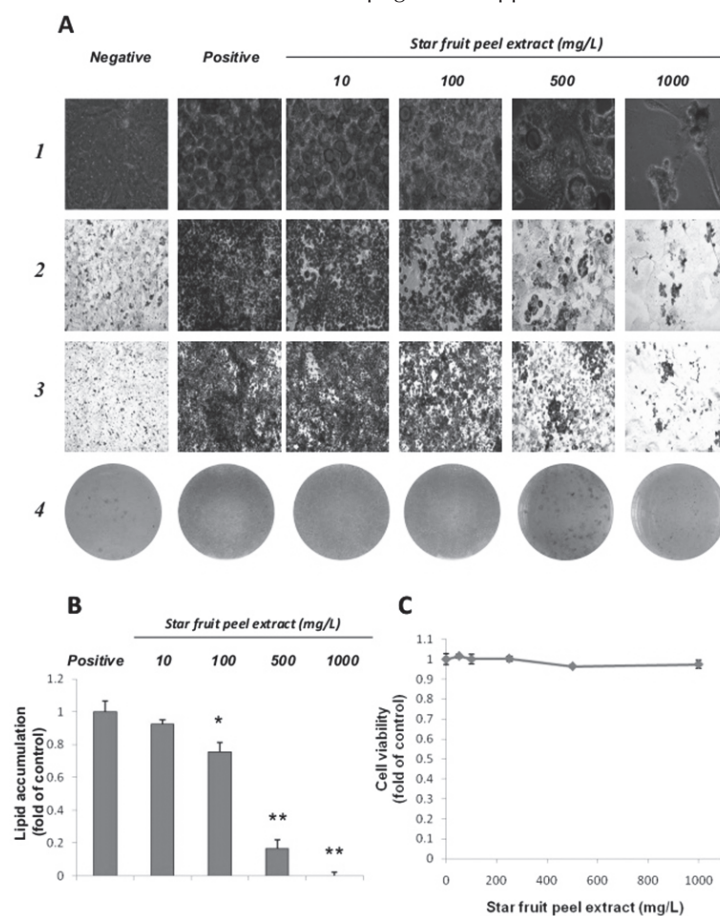 A
Star fruit peel extract (mg/L)
Negative Positive
10 100 500 1000
1
2
3
4
B
Star fruit peel extract (mg/L)
Positive 10 100 500 1000
Lipid accumulation
(fold of control)
1.2
1
0.8
0.6
0.4
0.2
0
*
**
**
C
Cell viability
(fold of control)
1.1
1
0.9
0.8
0.7
0.6
0.5
0.4
0.3
0.2
0.1
0
0 200 400 600 800 1000
Star fruit peel extract (mg/L)